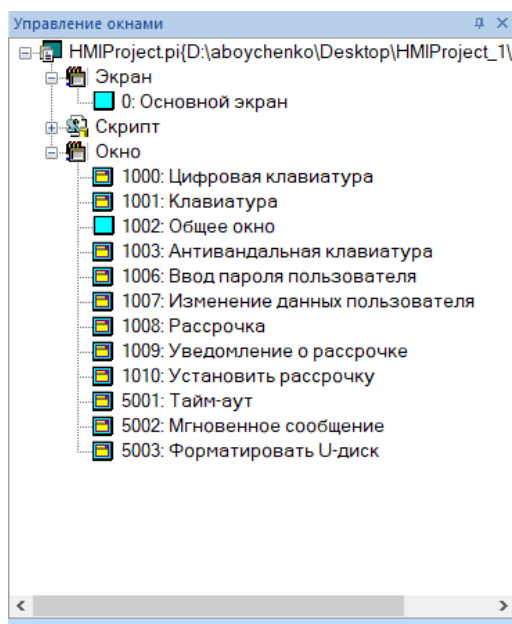 Управление окнами
HMIProject.pi{D:\aboychenko\Desktop\HMIProject_1\
Экран
0: Основной экран
Скрипт
Окно
1000: Цифровая клавиатура
1001: Клавиатура
1002: Общее окно
1003: Антивандальная клавиатура
1006: Ввод пароля пользователя
1007: Изменение данных пользователя
1008: Рассрочка
1009: Уведомление о рассрочке
1010: Установить рассрочку
5001: Тайм-аут
5002: Мгновенное сообщение
5003: Форматировать U-диск